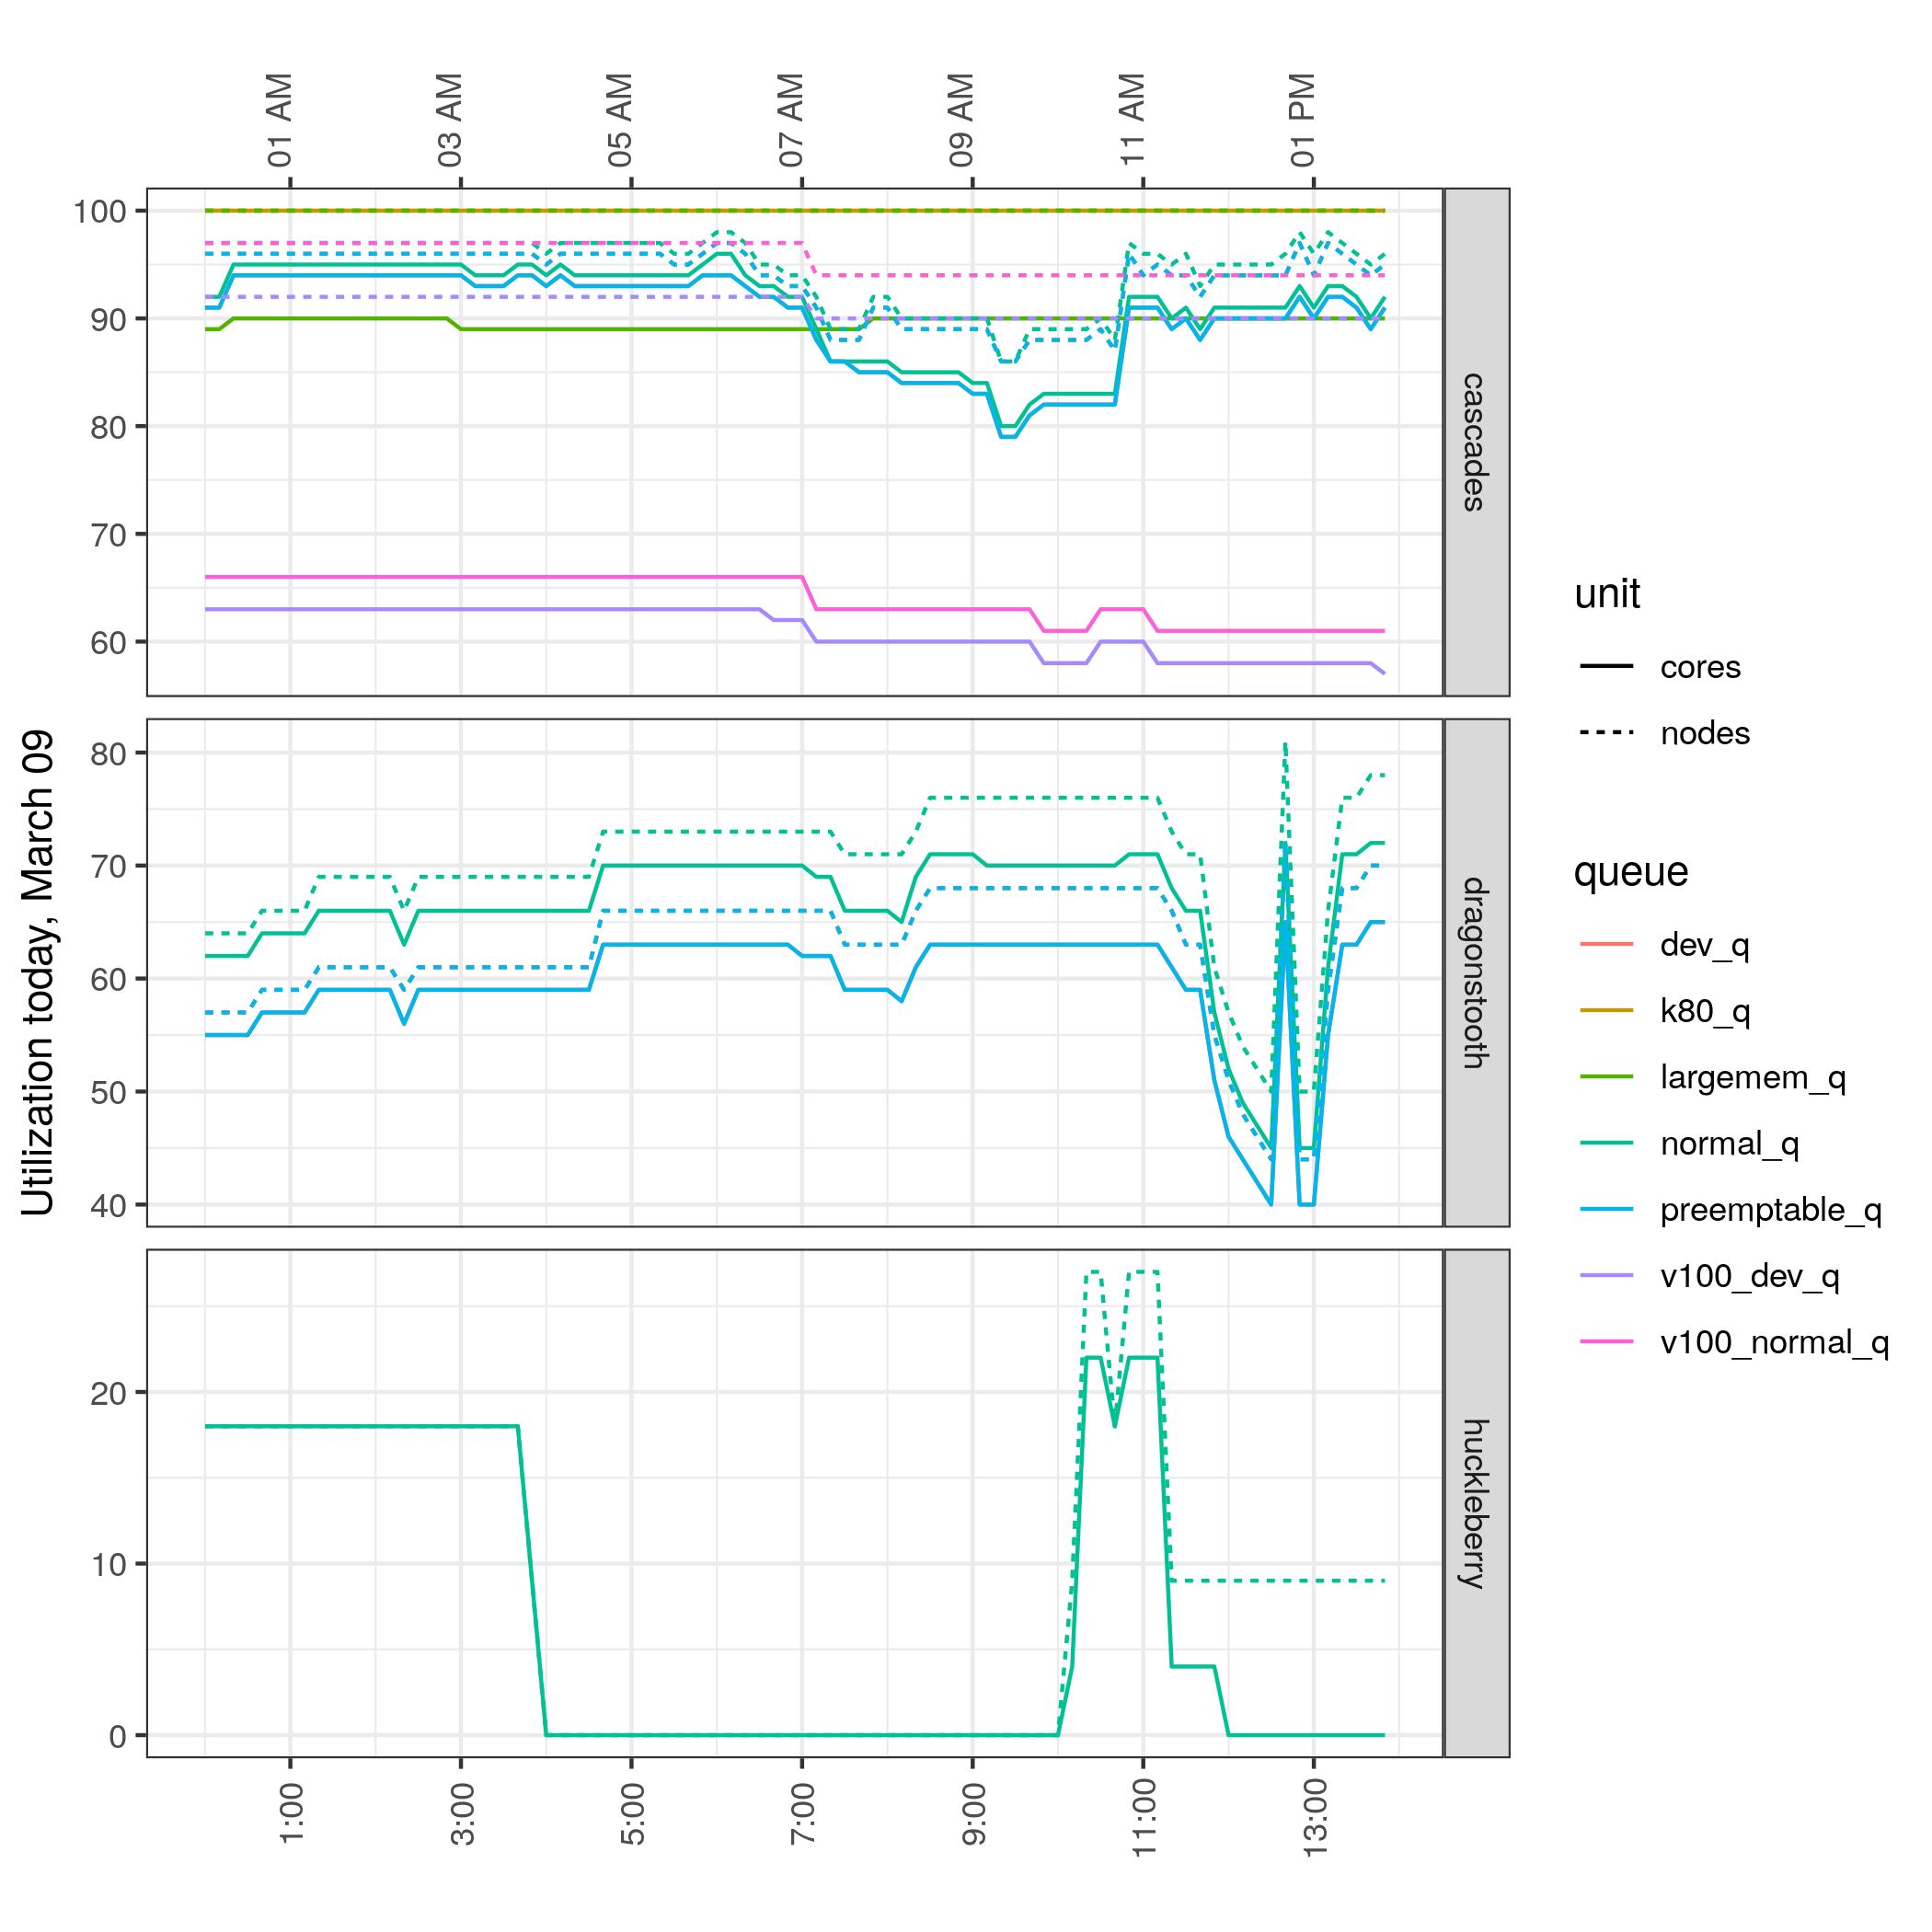 01 AM
03 AM
05 AM
07 AM
09 AM
11 AM
01 PM
Utilization today, March 09
100
90
80
70
60
cascades
80
70
60
50
40
dragonstooth
20
10
0
huckleberry
1:00
3:00
5:00
7:00
9:00
11:00
13:00
unit
cores
nodes
queue
dev_q
k80_q
largemem_q
normal_q
preemptable_q
v100_dev_q
v100_normal_q